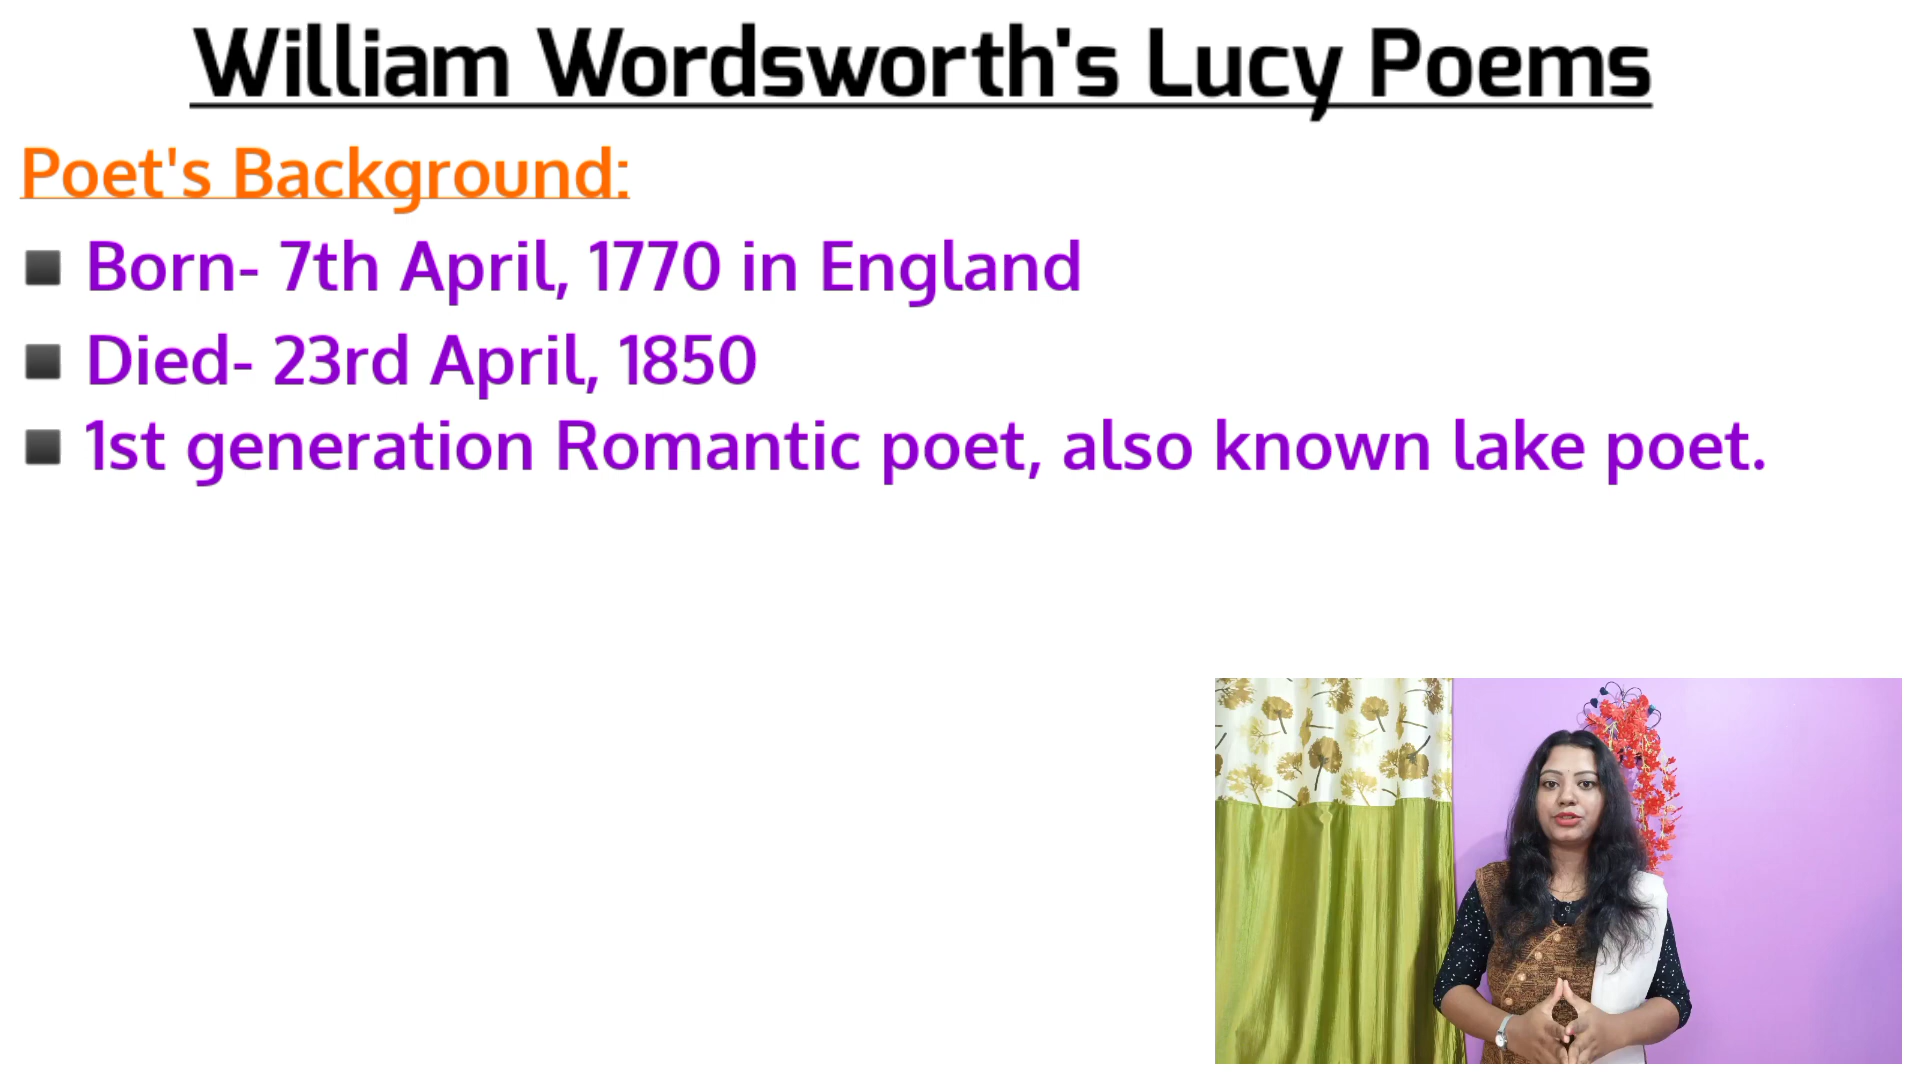 William Wordsworth's Lucy Poems
Poet's Background:
Born- 7th April, 1770 in England
Died- 23rd April, 1850
1st generation Romantic poet, also known lake poet.